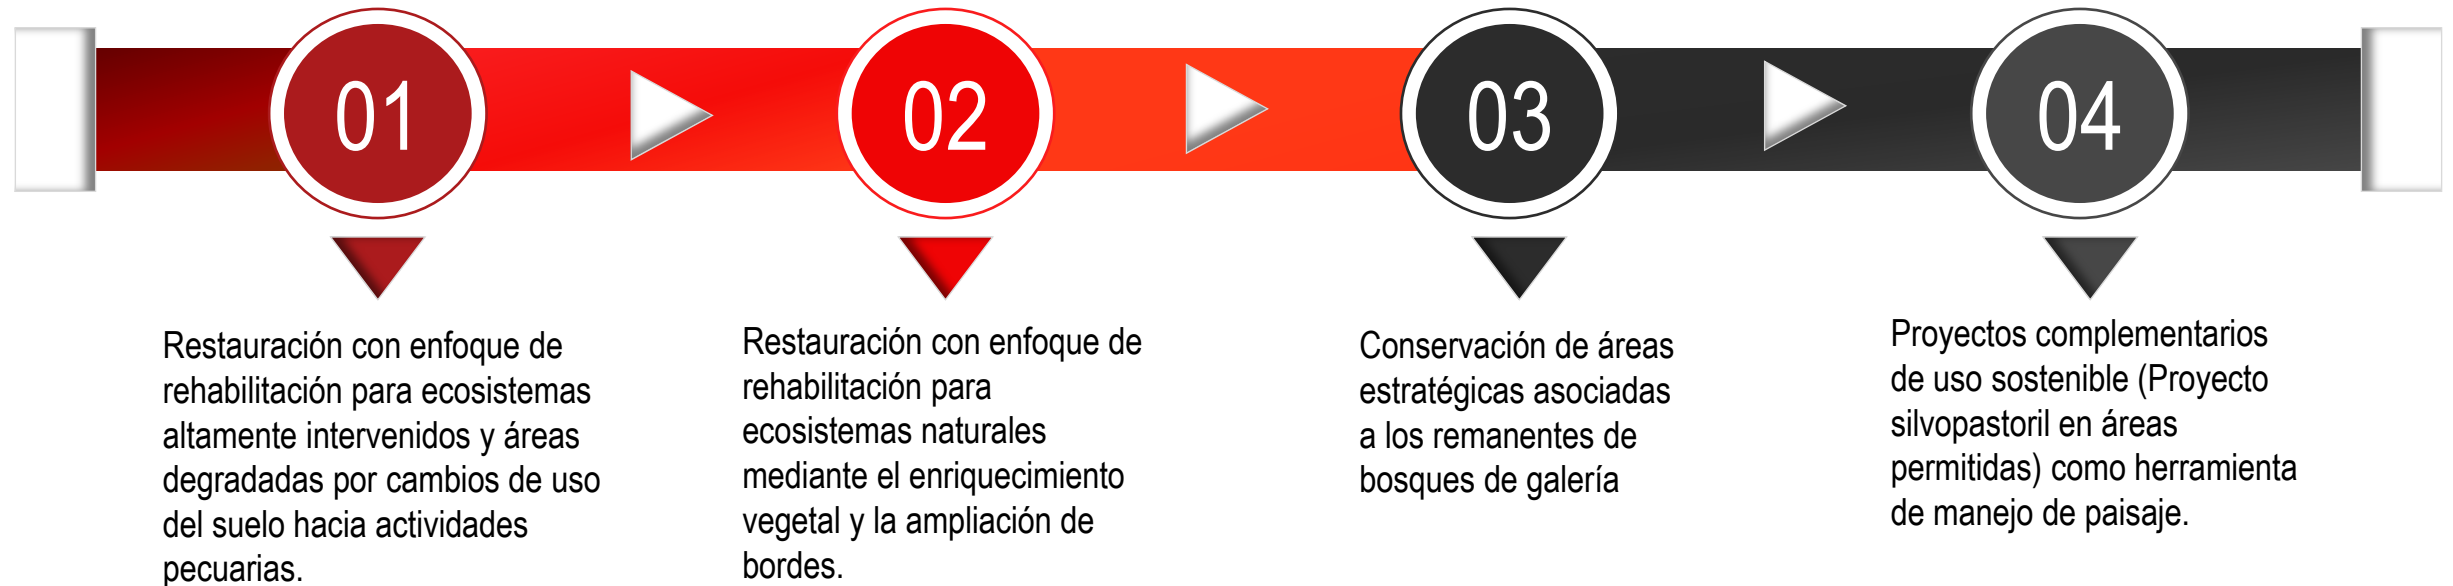 01
02
03
04
Restauración con enfoque de
rehabilitación para ecosistemas
altamente intervenidos y áreas
degradadas por cambios de uso
del suelo hacia actividades
pecuarias.
Restauración con enfoque de
rehabilitación para
ecosistemas naturales
mediante el enriquecimiento
vegetal y la ampliación de
bordes.
Conservación de áreas
estratégicas asociadas
a los remanentes de
bosques de galería
Proyectos complementarios
de uso sostenible (Proyecto
silvopastoril en áreas
permitidas) como herramienta
de manejo de paisaje.